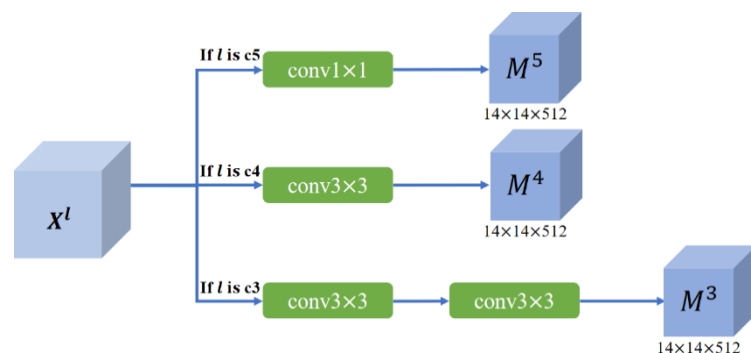 If l is c5
conv1×1
M⁵
14×14×512
If l is c4
conv3×3
M⁴
14×14×512
Xˡ
If l is c3
conv3×3
conv3×3
M³
14×14×512